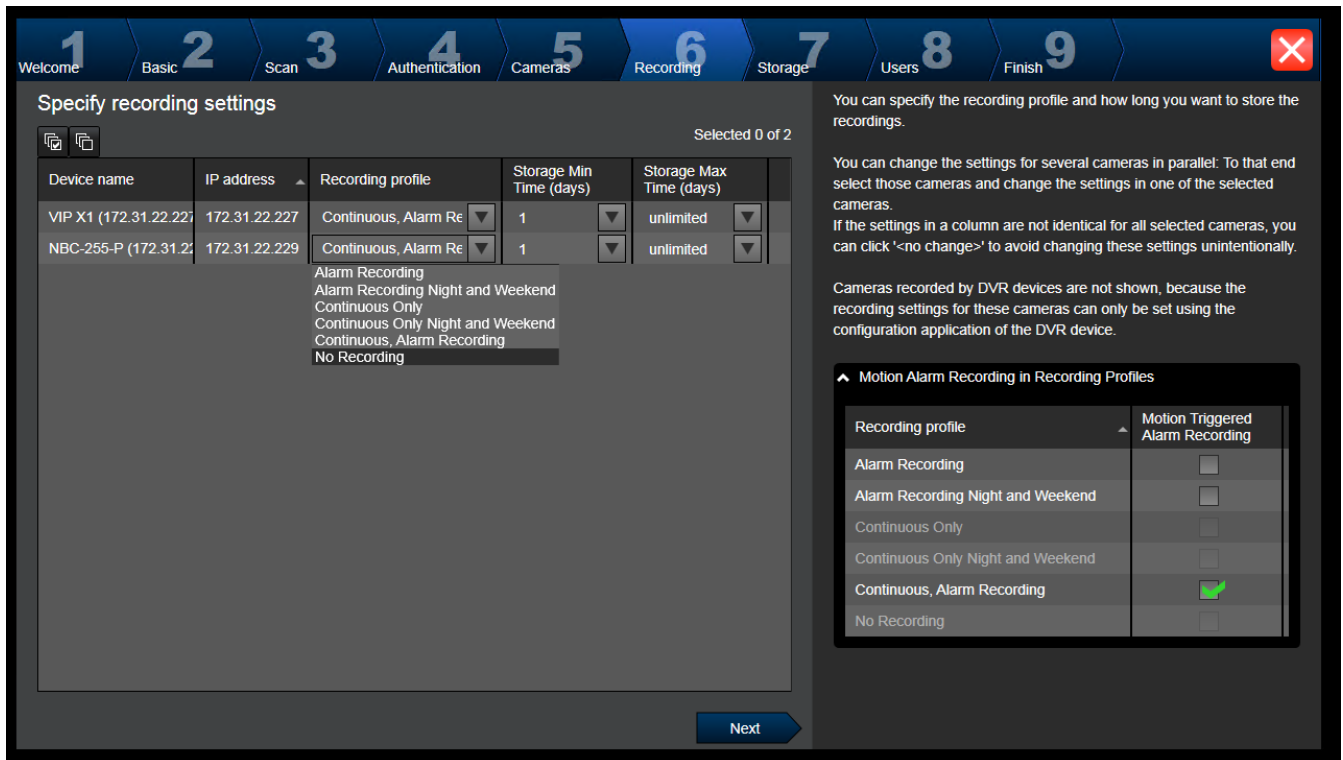 1 2 3 4 5 6 7 8 9
Welcome Basic Scan Authentication Cameras Recording Storage Users Finish
Specify recording settings
Selected 0 of 2
Device name IP address Recording profile Storage Min Time (days) Storage Max Time (days)
VIP X1 (172.31.22.227 172.31.22.227 Continuous, Alarm Re 1 unlimited
NBC-255-P (172.31.22 172.31.22.229 Continuous, Alarm Re 1 unlimited
Alarm Recording
Alarm Recording Night and Weekend
Continuous Only
Continuous Only Night and Weekend
Continuous, Alarm Recording
No Recording
Next
You can specify the recording profile and how long you want to store the
recordings.
You can change the settings for several cameras in parallel: To that end
select those cameras and change the settings in one of the selected
cameras.
If the settings in a column are not identical for all selected cameras, you
can click '<no change>' to avoid changing these settings unintentionally.
Cameras recorded by DVR devices are not shown, because the
recording settings for these cameras can only be set using the
configuration application of the DVR device.
Motion Alarm Recording in Recording Profiles
Recording profile Motion Triggered Alarm Recording
Alarm Recording
Alarm Recording Night and Weekend
Continuous Only
Continuous Only Night and Weekend
Continuous, Alarm Recording
No Recording